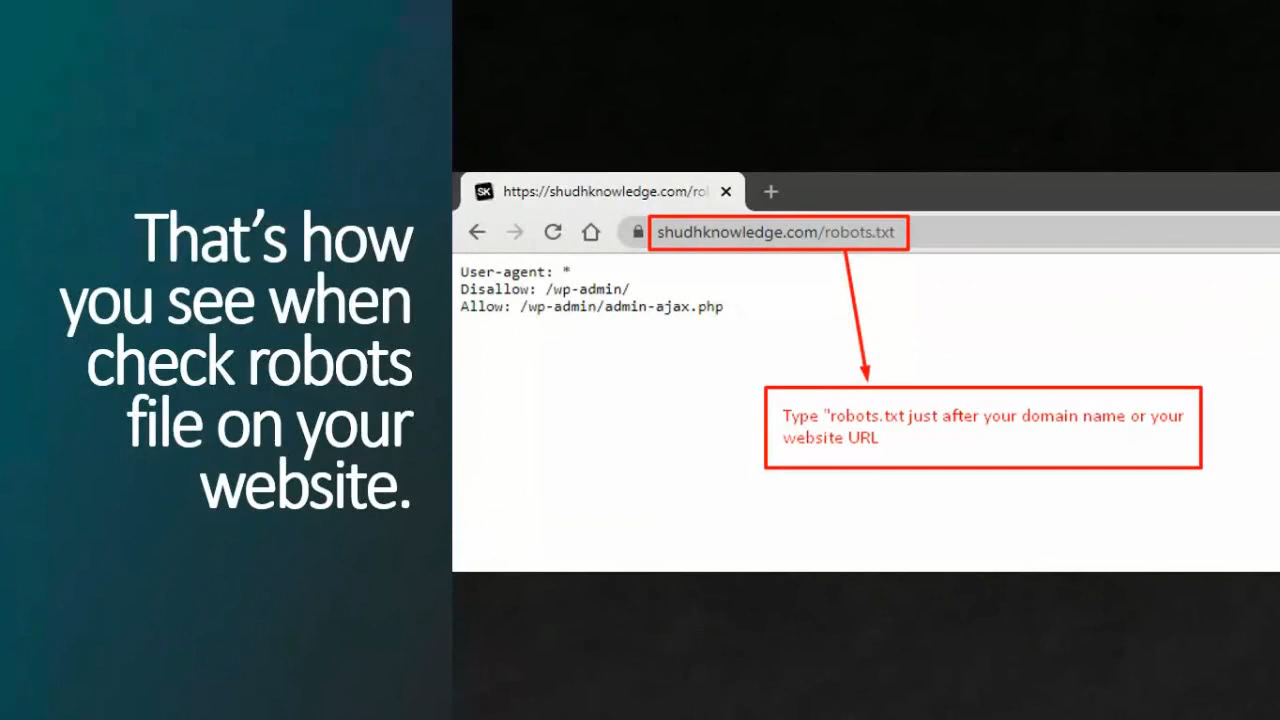 That's how
you see when
check robots
file on your
website.
SK
https://shudhknowledge.com/ro
shudhknowledge.com/robots.txt
User-agent: *
Disallow: /wp-admin/
Allow: /wp-admin/admin-ajax.php
Type "robots.txt just after your domain name or your
website URL